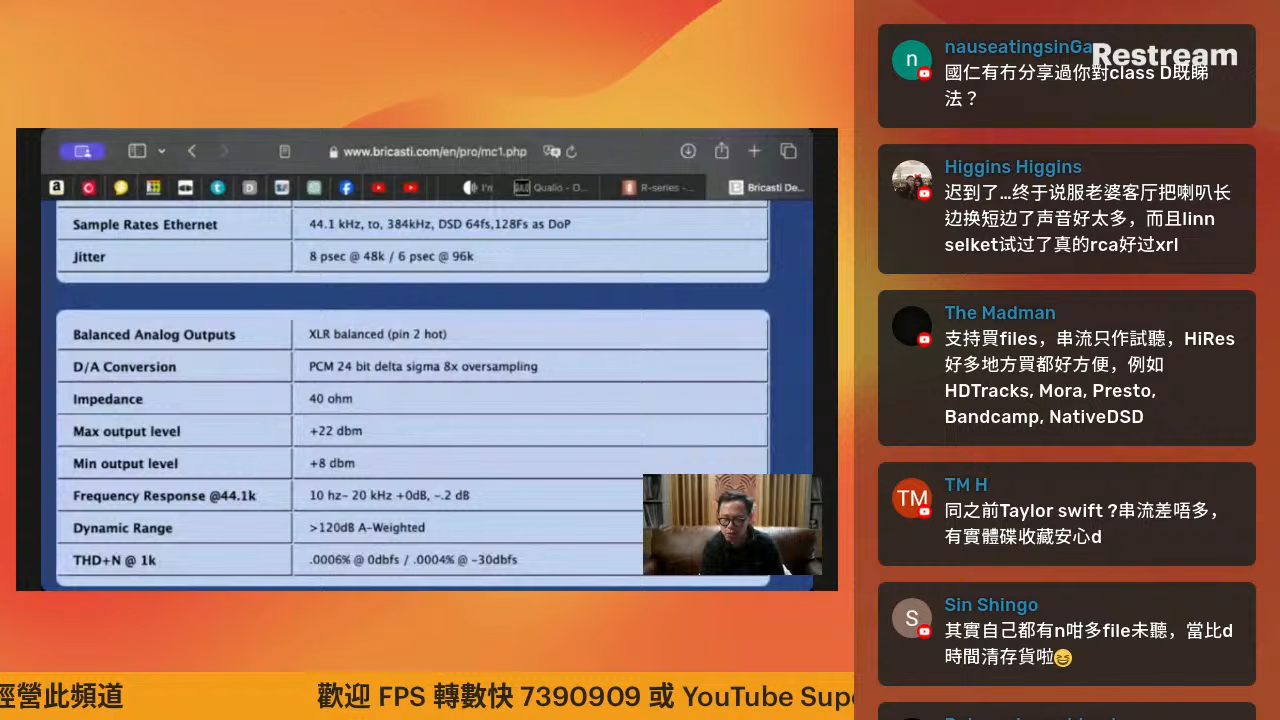 www.bricasti.com/en/pro/mc1.php
I'n
Qualio - O...
R-series -...
Bricasti De...
Sample Rates Ethernet
44.1 kHz, to, 384kHz, DSD 64fs,128Fs as DoP
Jitter
8 psec @ 48k / 6 psec @ 96k
Balanced Analog Outputs
XLR balanced (pin 2 hot)
D/A Conversion
PCM 24 bit delta sigma 8x oversampling
Impedance
40 ohm
Max output level
+22 dbm
Min output level
+8 dbm
Frequency Response @44.1k
10 hz- 20 kHz +0dB, -.2 dB
Dynamic Range
>120dB A-Weighted
THD+N @ 1k
.0006% @ 0dbfs / .0004% @ -30dbfs
經營此頻道
歡迎 FPS 轉數快 7390909 或 YouTube Supe
Restream
n
nauseatingsinGa
國仁有冇分享過你對class D既睇
法？
Higgins Higgins
迟到了…终于说服老婆客厅把喇叭长
边换短边了声音好太多，而且linn
selket试过了真的rca好过xrl
The Madman
支持買files，串流只作試聽，HiRes
好多地方買都好方便，例如
HDTracks, Mora, Presto,
Bandcamp, NativeDSD
TM
TM H
同之前Taylor swift ?串流差唔多，
有實體碟收藏安心d
S
Sin Shingo
其實自己都有n咁多file未聽，當比d
時間清存貨啦😆